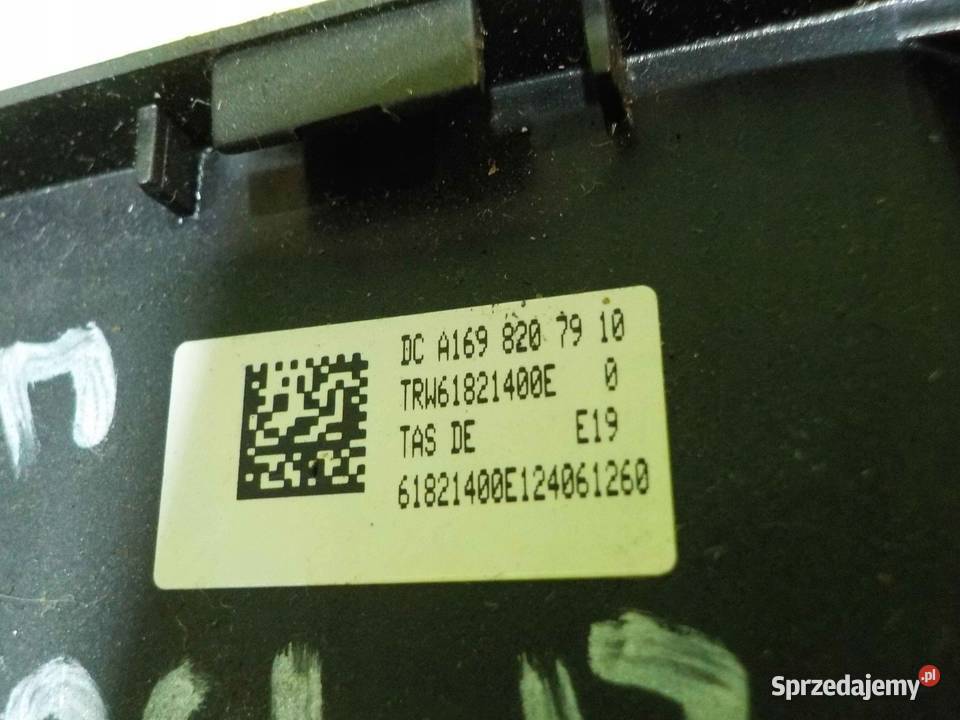 DC A169 820 79 10
TRW61821400E 0
TAS DE E19
61821400E124061260
Sprzedajemy.pl